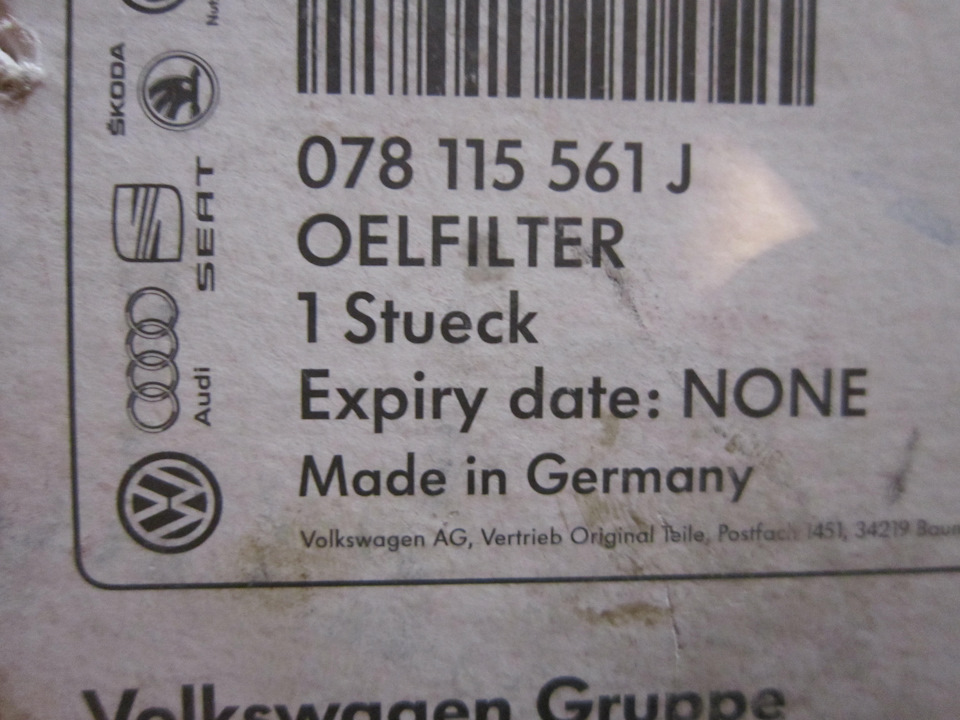 ŠKODA
SEAT
Audi
078 115 561 J
OELFILTER
1 Stueck
Expiry date: NONE
Made in Germany
Volkswagen AG, Vertrieb Original Teile, Postfach 1451, 34219
Volkswagen Gruppe